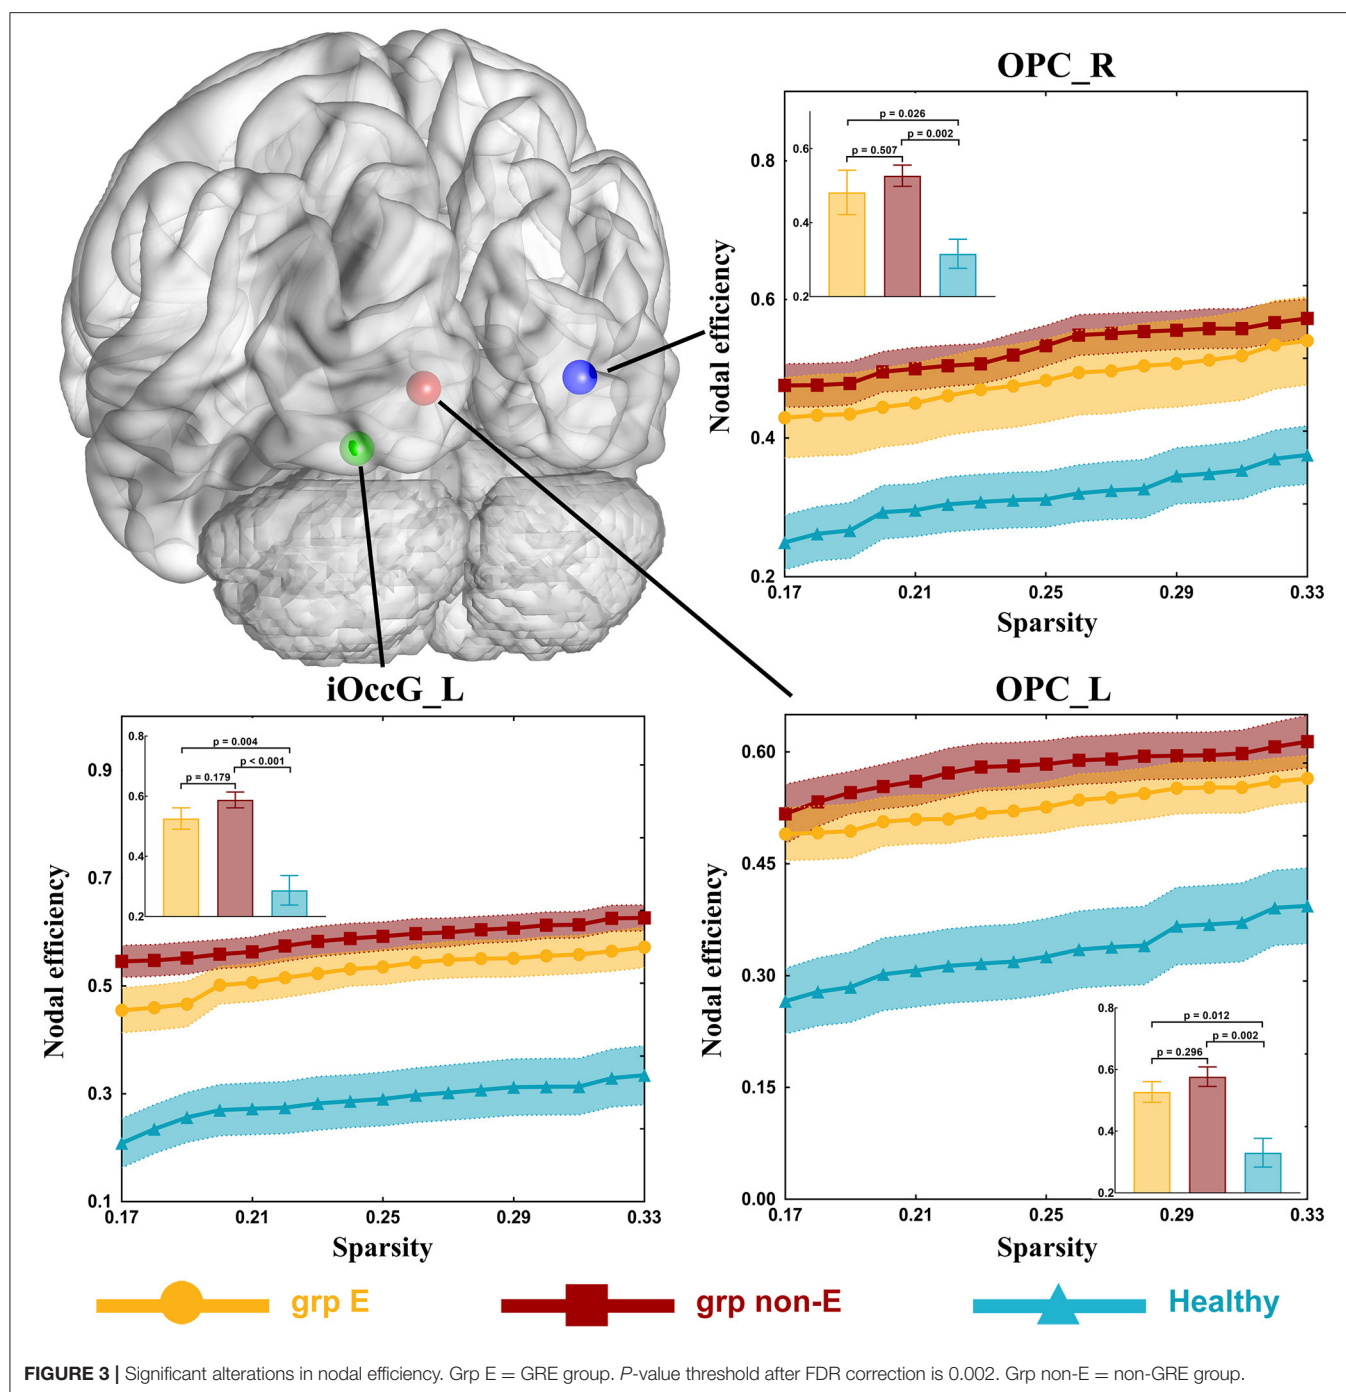 OPC_R
p = 0.026
p = 0.002
p = 0.507
0.6
0.4
0.2
0.8
0.6
0.4
0.2
Nodal efficiency
0.17
0.21
0.25
0.29
0.33
Sparsity
iOccG_L
p = 0.004
p < 0.001
p = 0.179
0.8
0.6
0.4
0.2
0.9
0.7
0.5
0.3
0.1
Nodal efficiency
0.17
0.21
0.25
0.29
0.33
Sparsity
OPC_L
0.60
0.45
0.30
0.15
0.00
Nodal efficiency
p = 0.012
p = 0.002
p = 0.296
0.8
0.6
0.4
0.2
0.17
0.21
0.25
0.29
0.33
Sparsity
grp E
grp non-E
Healthy
FIGURE 3 | Significant alterations in nodal efficiency. Grp E = GRE group. P-value threshold after FDR correction is 0.002. Grp non-E = non-GRE group.